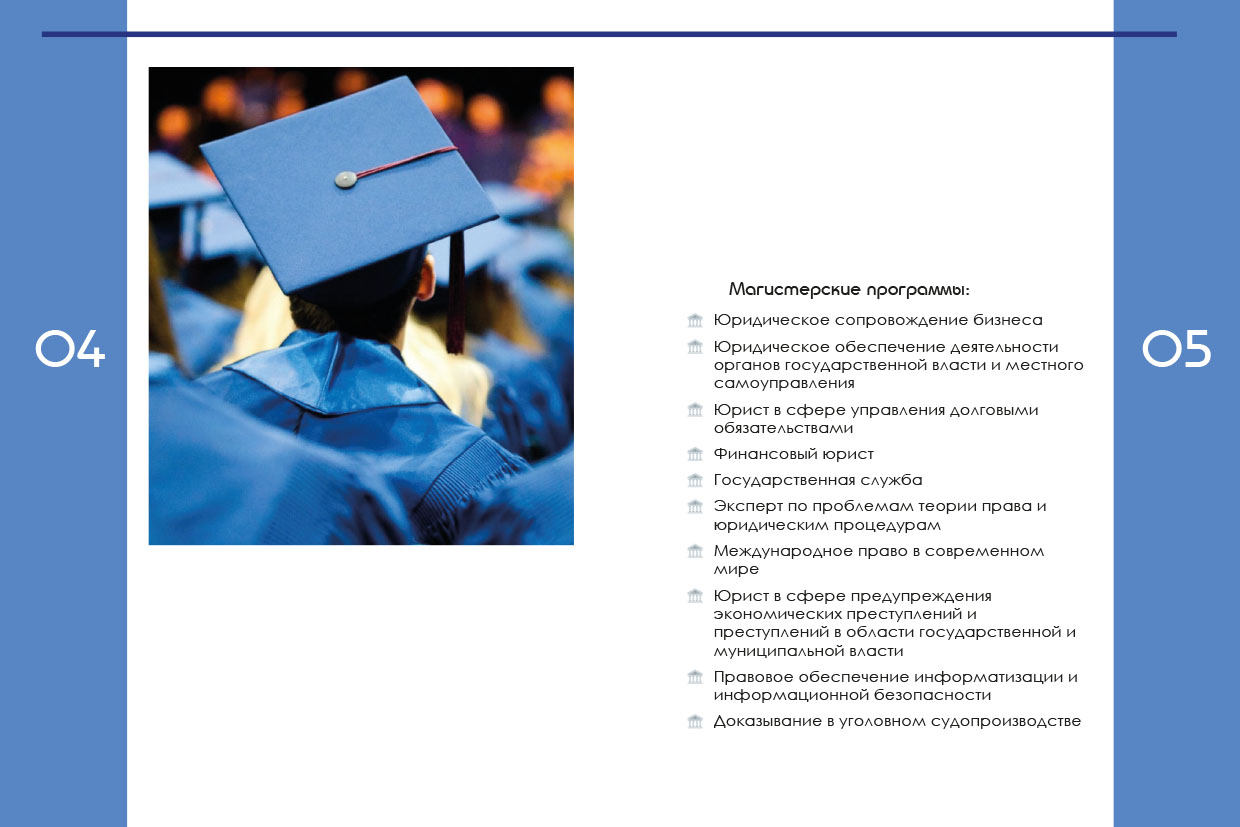 04
Магистерские программы:
Юридическое сопровождение бизнеса
Юридическое обеспечение деятельности
органов государственной власти и местного
самоуправления
Юрист в сфере управления долговыми
обязательствами
Финансовый юрист
Государственная служба
Эксперт по проблемам теории права и
юридическим процедурам
Международное право в современном
мире
Юрист в сфере предупреждения
экономических преступлений и
преступлений в области государственной и
муниципальной власти
Правовое обеспечение информатизации и
информационной безопасности
Доказывание в уголовном судопроизводстве
05